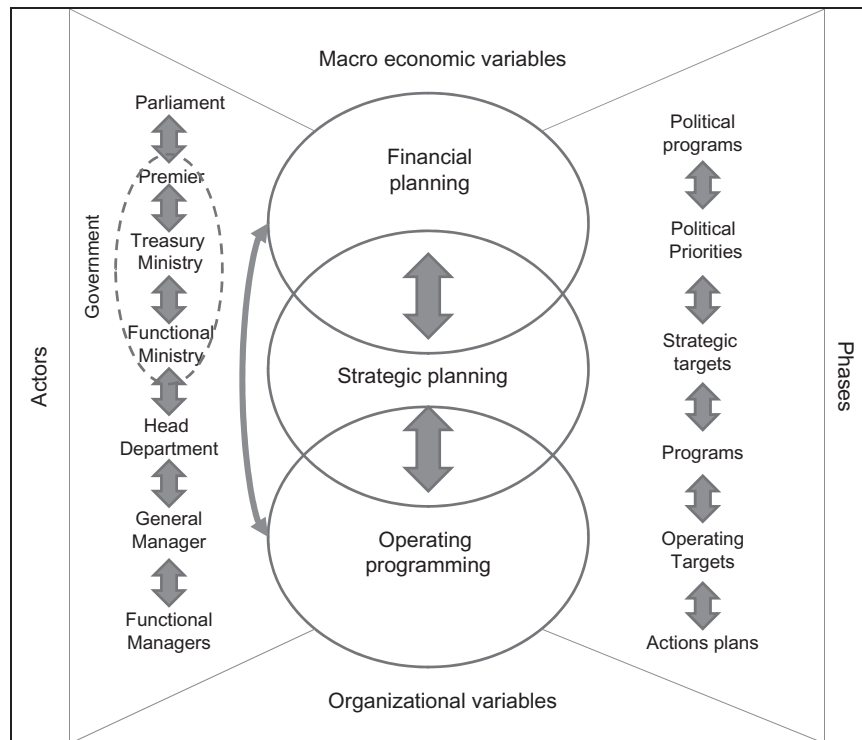 Macro economic variables
Actors
Government
Parliament
Premier
Treasury
Ministry
Functional
Ministry
Head
Department
General
Manager
Functional
Managers
Financial
planning
Strategic planning
Operating
programming
Political
programs
Political
Priorities
Strategic
targets
Programs
Operating
Targets
Actions plans
Phases
Organizational variables